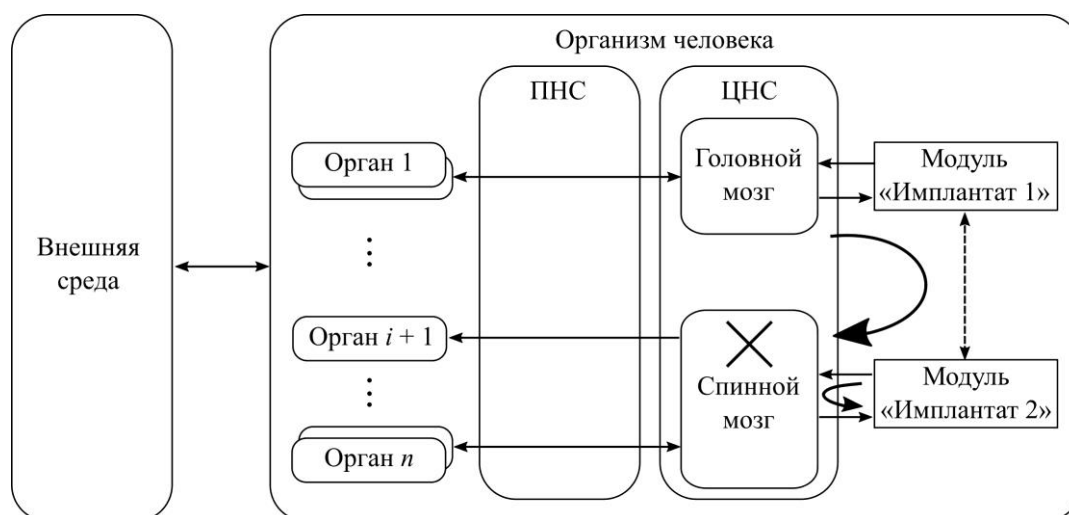 Организм человека
ПНС
ЦНС
Орган 1
Головной
мозг
Модуль
«Имплантат 1»
Внешняя
среда
Орган i + 1
Спинной
мозг
Модуль
«Имплантат 2»
Орган n